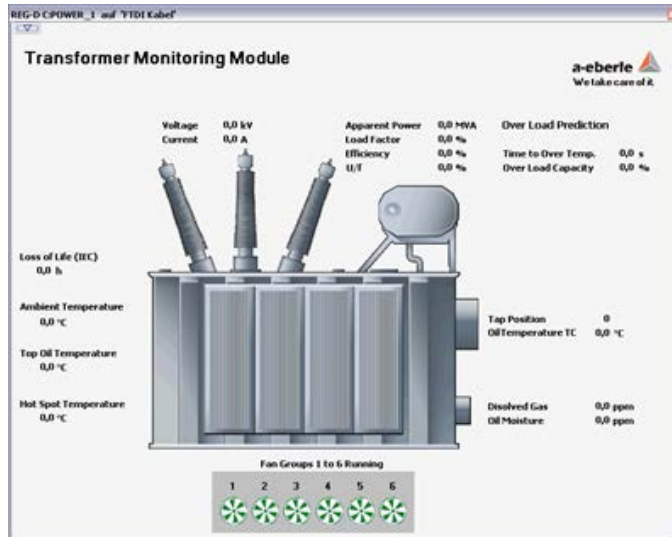 REG-D C:POWER_1 auf "FTDI Kabel"
Transformer Monitoring Module
a-eberle
We take care of it.
Voltage 0,0 kV
Current 0,0 A
Apparent Power 0,0 MVA
Load Factor 0,0 %
Efficiency 0,0 %
U/f 0,0 %
Over Load Prediction
Time to Over Temp. 0,0 s
Over Load Capacity 0,0 %
Loss of Life (IEC)
0,0 h
Ambient Temperature
0,0 °C
Top Oil Temperature
0,0 °C
Hot Spot Temperature
0,0 °C
Tap Position 0
OilTemperature TC 0,0 °C
Disolved Gas 0,0 ppm
Oil Moisture 0,0 ppm
Fan Groups 1 to 6 Running
1 2 3 4 5 6